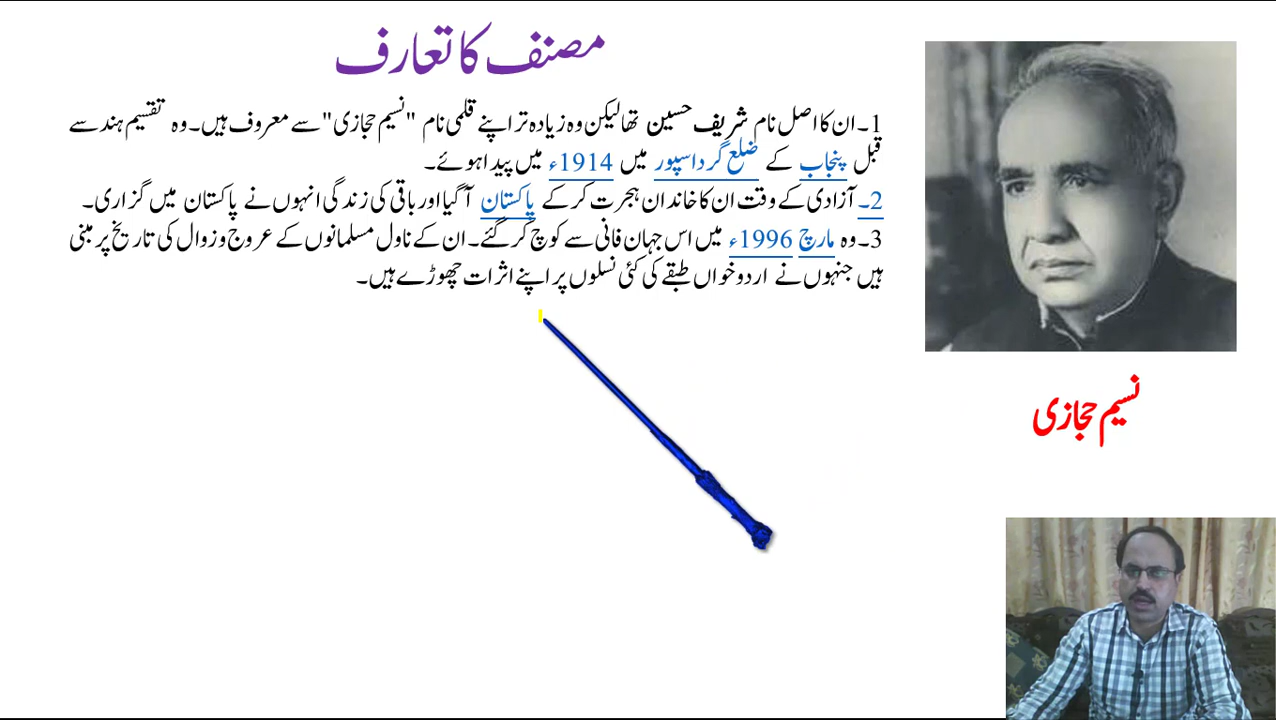 مصنف کا تعارف
1۔ ان کا اصل نام شریف حسین تھا لیکن وہ زیادہ تر اپنے قلمی نام "نسیم حجازی" سے معروف ہیں۔ وہ تقسیم ہند سے
قبل پنجاب کے ضلع گرداسپور میں 1914ء میں پیدا ہوئے۔
2۔ آزادی کے وقت ان کا خاندان ہجرت کر کے پاکستان آ گیا اور باقی کی زندگی انہوں نے پاکستان میں گزاری۔
3۔ وہ مارچ 1996ء میں اس جہان فانی سے کوچ کر گئے۔ ان کے ناول مسلمانوں کے عروج و زوال کی تاریخ پر مبنی
ہیں جنہوں نے اردو خواں طبقے کی کئی نسلوں پر اپنے اثرات چھوڑے ہیں۔
نسیم حجازی